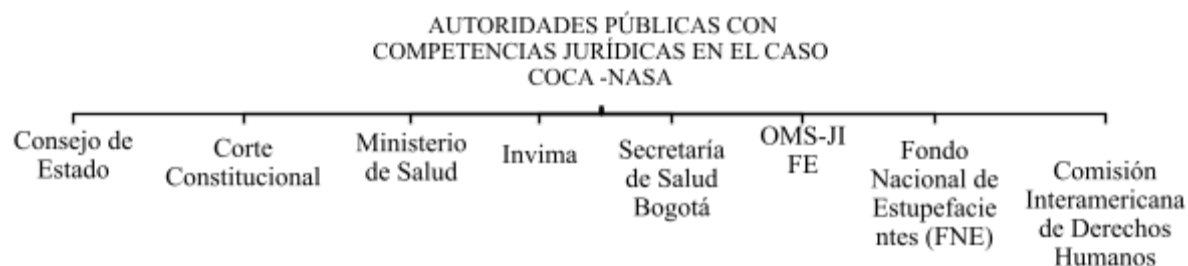 AUTORIDADES PÚBLICAS CON
COMPETENCIAS JURÍDICAS EN EL CASO
COCA -NASA
Consejo de
Estado
Corte
Constitucional
Ministerio
de Salud
Invima
Secretaría
de Salud
Bogotá
OMS-JI
FE
Fondo
Nacional de
Estupefacie
ntes (FNE)
Comisión
Interamericana
de Derechos
Humanos